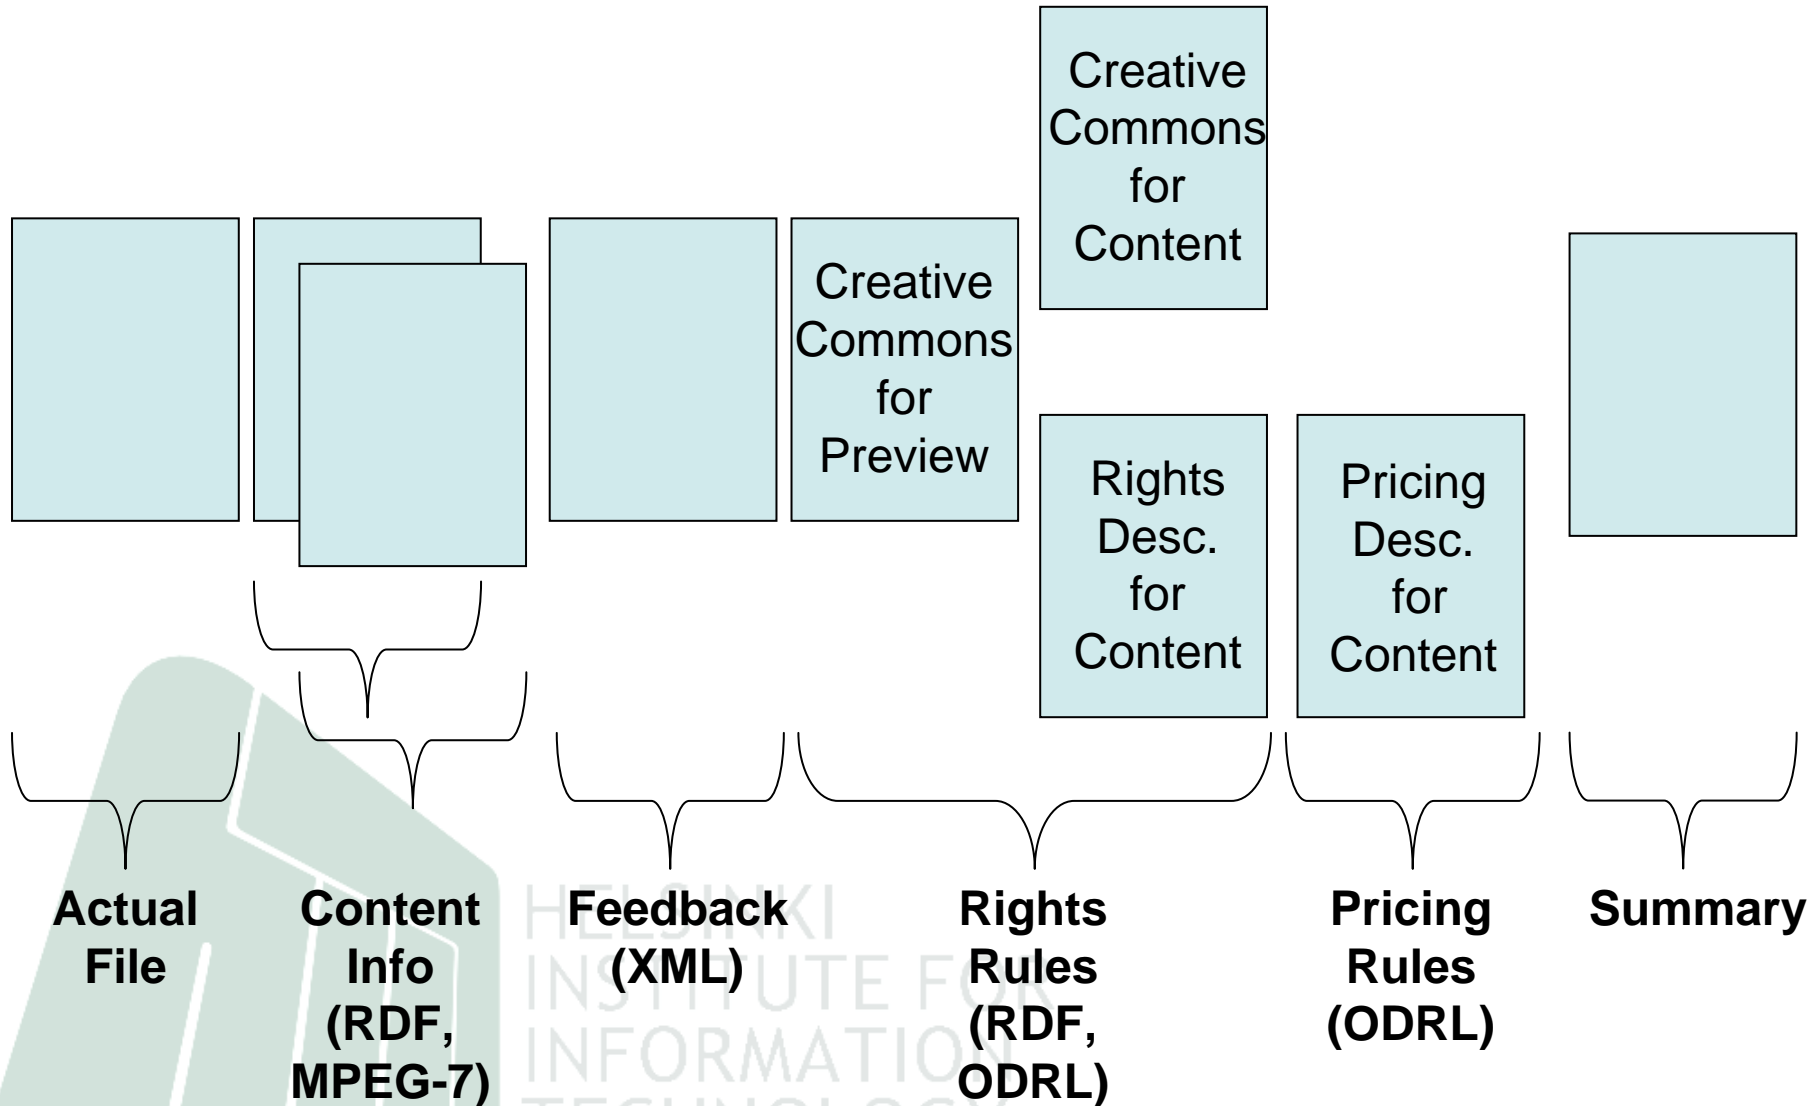 Creative
Commons
for
Content
Creative
Commons
for
Preview
Rights
Desc.
for
Content
Pricing
Desc.
for
Content
Actual
File
Content
Info
(RDF,
MPEG-7)
Feedback
(XML)
Rights
Rules
(RDF,
ODRL)
Pricing
Rules
(ODRL)
Summary
HELSINKI
INSTITUTE FOR
INFORMATION
TECHNOLOGY